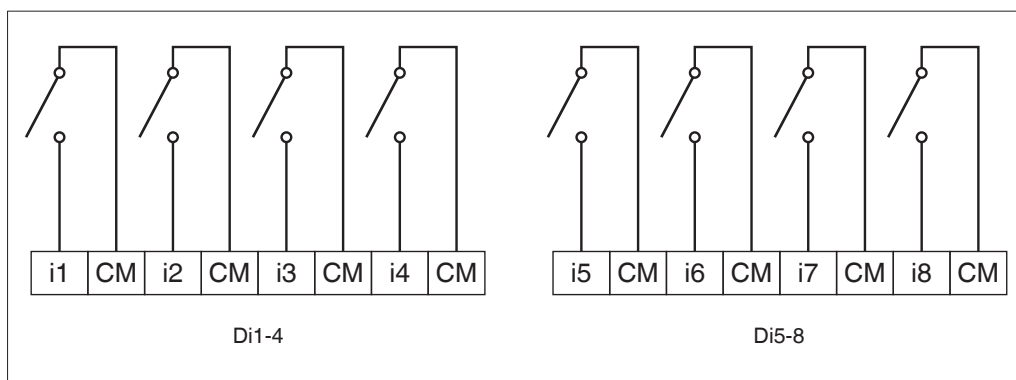 i1 CM i2 CM i3 CM i4 CM
i5 CM i6 CM i7 CM i8 CM
Di1-4
Di5-8